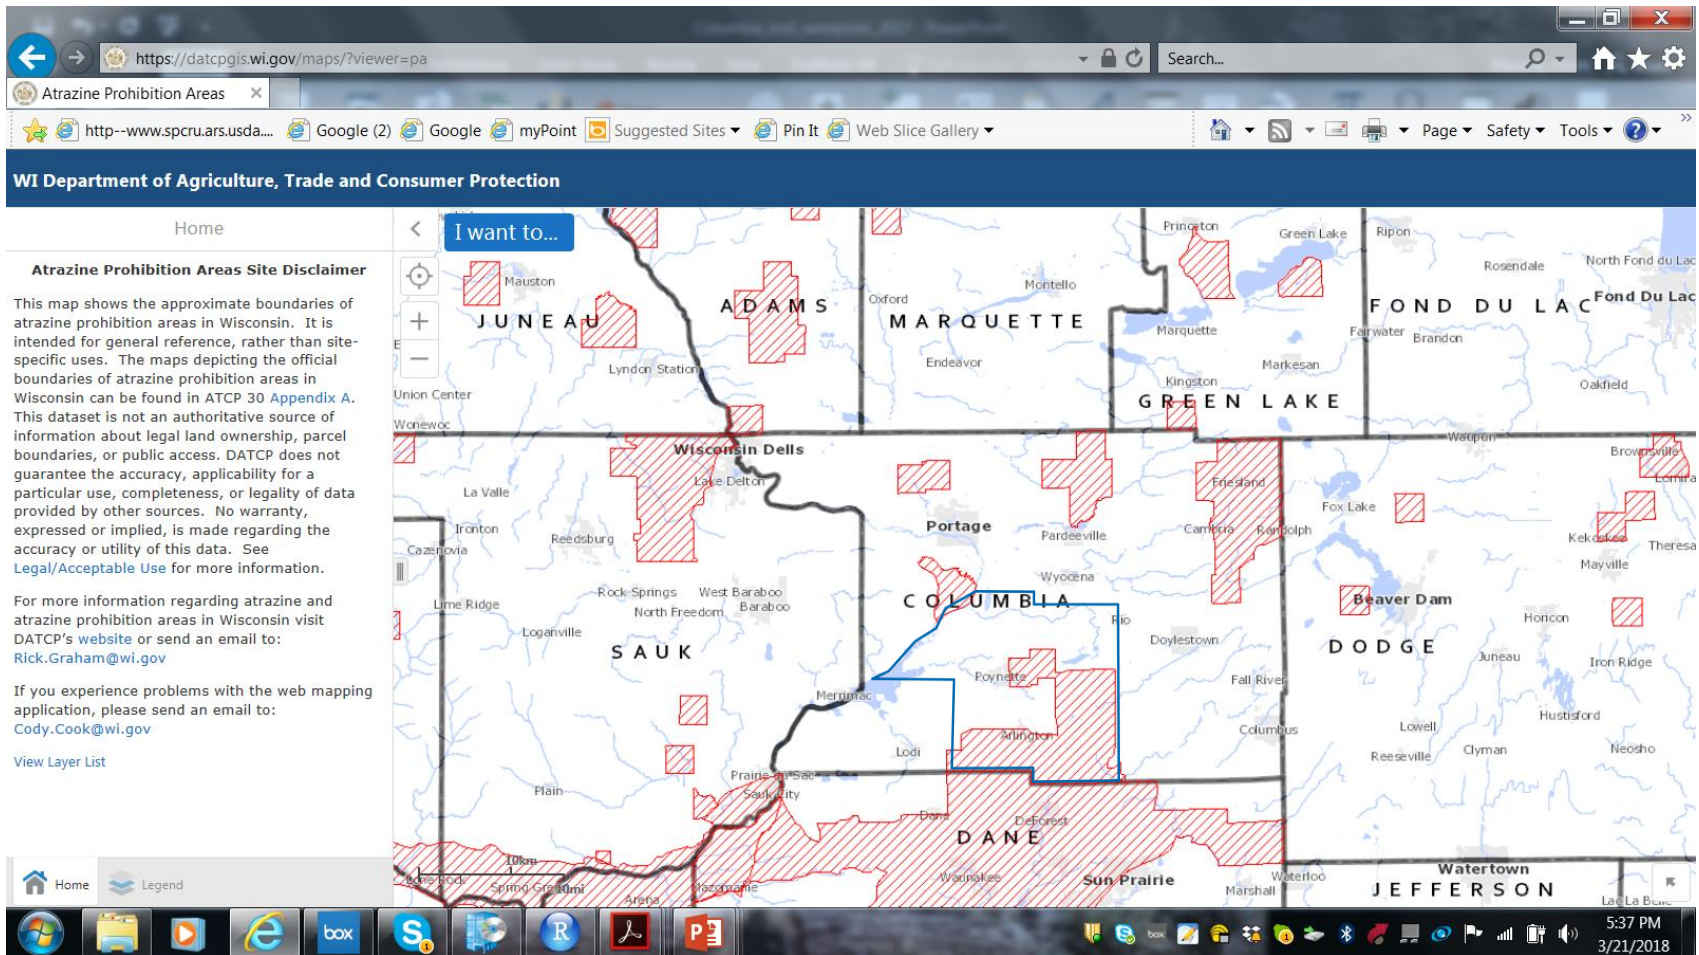 https://datcpgis.wi.gov/maps/?viewer=pa
Search...
Atrazine Prohibition Areas
http--www.spcru.ars.usda.... Google (2) Google myPoint Suggested Sites Pin It Web Slice Gallery
Page Safety Tools
WI Department of Agriculture, Trade and Consumer Protection
Home
Atrazine Prohibition Areas Site Disclaimer
This map shows the approximate boundaries of
atrazine prohibition areas in Wisconsin. It is
intended for general reference, rather than site-
specific uses. The maps depicting the official
boundaries of atrazine prohibition areas in
Wisconsin can be found in ATCP 30 Appendix A.
This dataset is not an authoritative source of
information about legal land ownership, parcel
boundaries, or public access. DATCP does not
guarantee the accuracy, applicability for a
particular use, completeness, or legality of data
provided by other sources. No warranty,
expressed or implied, is made regarding the
accuracy or utility of this data. See
Legal/Acceptable Use for more information.
For more information regarding atrazine and
atrazine prohibition areas in Wisconsin visit
DATCP's website or send an email to:
Rick.Graham@wi.gov
If you experience problems with the web mapping
application, please send an email to:
Cody.Cook@wi.gov
View Layer List
Home
Legend
I want to...
Princeton
Green Lake
Ripon
Rosendale
North Fond du Lac
Mauston
Montello
Oxford
ADAMS
JUNEAU
MARQUETTE
FOND DU LAC
Fond Du Lac
Marquette
Fairwater
Brandon
Endeavor
Markesan
Lyndon Station
Kingston
Oakfield
Union Center
GREEN LAKE
Wonewoc
Waupun
Wisconsin Dells
Brownsville
Lake Delton
Friesland
Lomira
La Valle
Fox Lake
Ironton
Portage
Cambria
Randolph
Reedsburg
Pardeeville
Kekoskee
Theresa
Cazenovia
Mayville
Wyocena
Rock Springs
West Baraboo
Lime Ridge
North Freedom
Baraboo
COLUMBIA
Beaver Dam
Rio
Horicon
Loganville
Doylestown
SAUK
DODGE
Juneau
Iron Ridge
Poynette
Fall River
Merrimac
Hustisford
Columbus
Lowell
Arlington
Lodi
Clyman
Neosho
Reeseville
Prairie du Sac
Plain
Sauk City
Dane
DeForest
DANE
10km
10mi
Lone Rock
Spring Green
Mazomanie
Arena
Waunakee
Sun Prairie
Marshall
Waterloo
Watertown
JEFFERSON
Lac La Belle
box
5:37 PM
3/21/2018